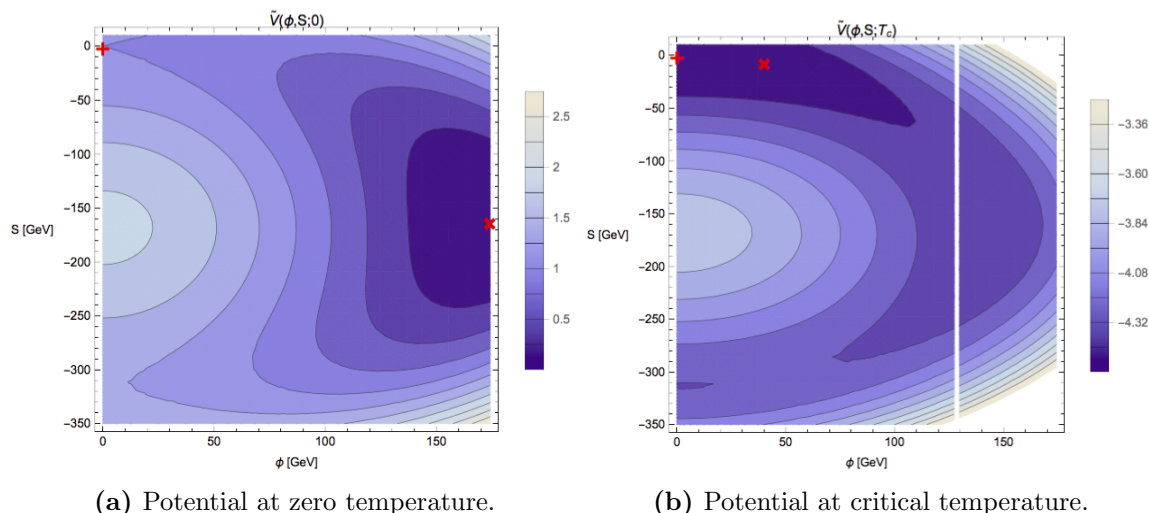 Ṽ(ϕ,S;0)
0
−50
−100
−150
−200
−250
−300
−350
S [GeV]
0 50 100 150
ϕ [GeV]
2.5
2
1.5
1
0.5
(a) Potential at zero temperature.
Ṽ(ϕ,S;Tc)
0
−50
−100
−150
−200
−250
−300
−350
S [GeV]
0 50 100 150
ϕ [GeV]
−3.36
−3.60
−3.84
−4.08
−4.32
(b) Potential at critical temperature.